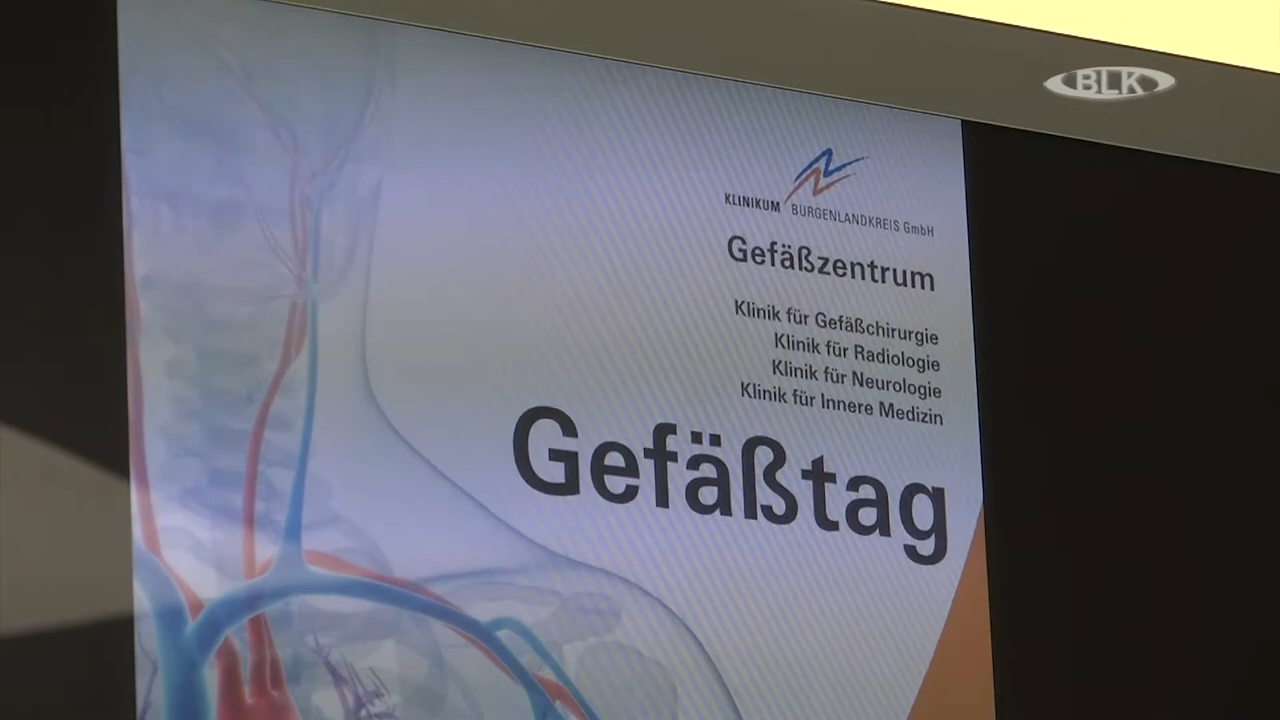 BLK
KLINIKUM BURGENLANDKREIS GmbH
Gefäßzentrum
Klinik für Gefäßchirurgie
Klinik für Radiologie
Klinik für Neurologie
Klinik für Innere Medizin
Gefäßtag